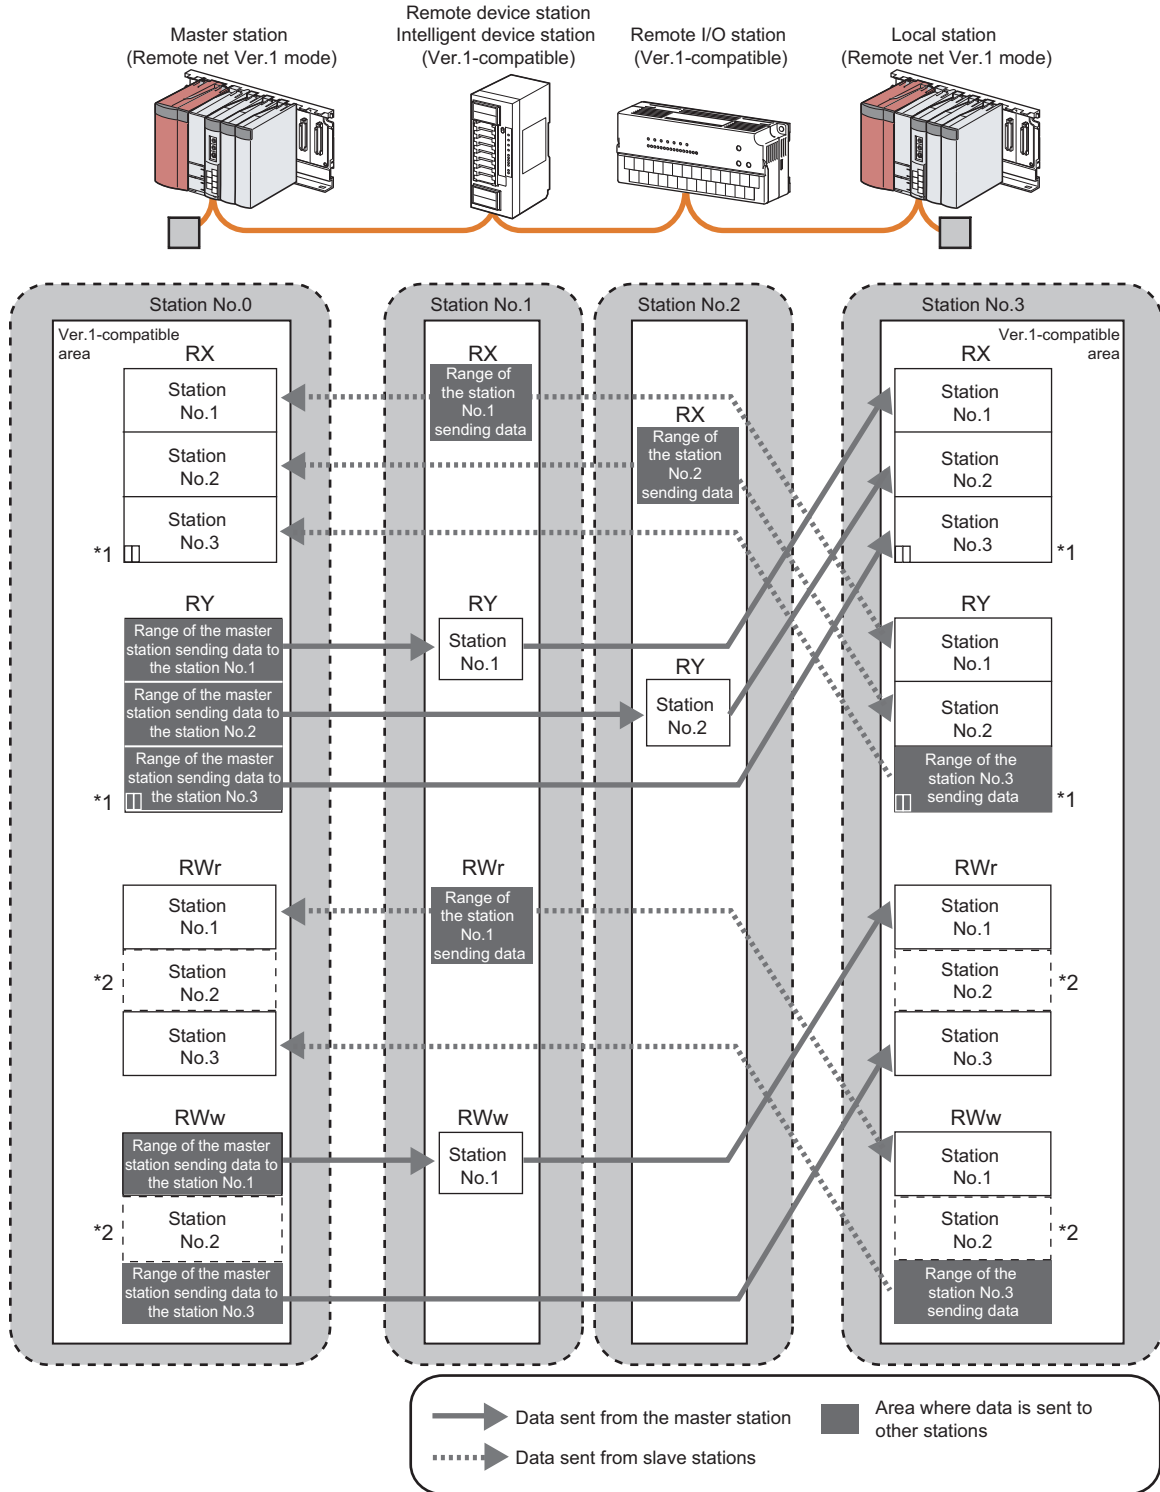 Master station
(Remote net Ver.1 mode)
Remote device station
Intelligent device station
(Ver.1-compatible)
Remote I/O station
(Ver.1-compatible)
Local station
(Remote net Ver.1 mode)
Station No.0
Ver.1-compatible
area
RX
Station
No.1
Station
No.2
Station
No.3
*1
RY
Range of the master
station sending data to
the station No.1
Range of the master
station sending data to
the station No.2
Range of the master
station sending data to
the station No.3
*1
RWr
Station
No.1
*2
Station
No.2
Station
No.3
RWw
Range of the master
station sending data to
the station No.1
*2
Station
No.2
Range of the master
station sending data to
the station No.3
Station No.1
RX
Range of
the station
No.1
sending data
RY
Station
No.1
RWr
Range of
the station
No.1
sending data
RWw
Station
No.1
Station No.2
RX
Range of
the station
No.2
sending data
RY
Station
No.2
Station No.3
Ver.1-compatible
area
RX
Station
No.1
Station
No.2
Station
No.3
*1
RY
Station
No.1
Station
No.2
Range of the
station No.3
sending data
*1
RWr
Station
No.1
Station
No.2
*2
Station
No.3
RWw
Station
No.1
Station
No.2
*2
Range of the
station No.3
sending data
Data sent from the master station
Data sent from slave stations
Area where data is sent to
other stations